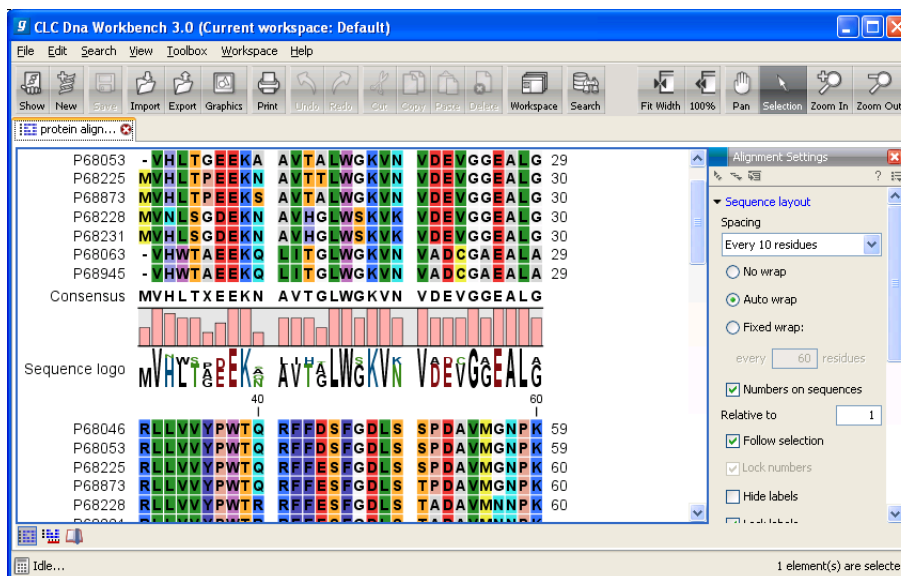 CLC Dna Workbench 3.0 (Current workspace: Default)
File Edit Search View Toolbox Workspace Help
Show New Save Import Export Graphics Print Undo Redo Cut Copy Paste Delete Workspace Search Fit Width 100% Pan Selection Zoom In Zoom Out
protein align...
P68053 -VHLTGEEKA AVTALWGKVN VDEVGGEALG 29
P68225 MVHLTPEEKN AVTTLWGKVN VDEVGGEALG 30
P68873 MVHLTPEEKS AVTALWGKVN VDEVGGEALG 30
P68228 MVNLSGDEKN AVHGLWSKVK VDEVGGEALG 30
P68231 MVHLSGDEKN AVHGLWSKVK VDEVGGEALG 30
P68063 -VHWTAEEKQ LITGLWGKVN VADCGAEALA 29
P68945 -VHWTAEEKQ LITGLWGKVN VADCGAEALA 29
Consensus MVHLTXEEKN AVTGLWGKVN VDEVGGEALG
Sequence logo
40 60
P68046 RLLVVYPWTQ RFFDSFGDLS SPDAVMGNPK 59
P68053 RLLVVYPWTQ RFFDSFGDLS SPDAVMGNPK 59
P68225 RLLVVYPWTQ RFFESFGDLS SPDAVMGNPK 60
P68873 RLLVVYPWTQ RFFESFGDLS TPDAVMGNPK 60
P68228 RLLVVYPWTR RFFESFGDLS TADAVMNNPK 60
Alignment Settings
?
Sequence layout
Spacing
Every 10 residues
No wrap
Auto wrap
Fixed wrap:
every 60 residues
Numbers on sequences
Relative to 1
Follow selection
Lock numbers
Hide labels
Lock labels
Idle...
1 element(s) are selecte